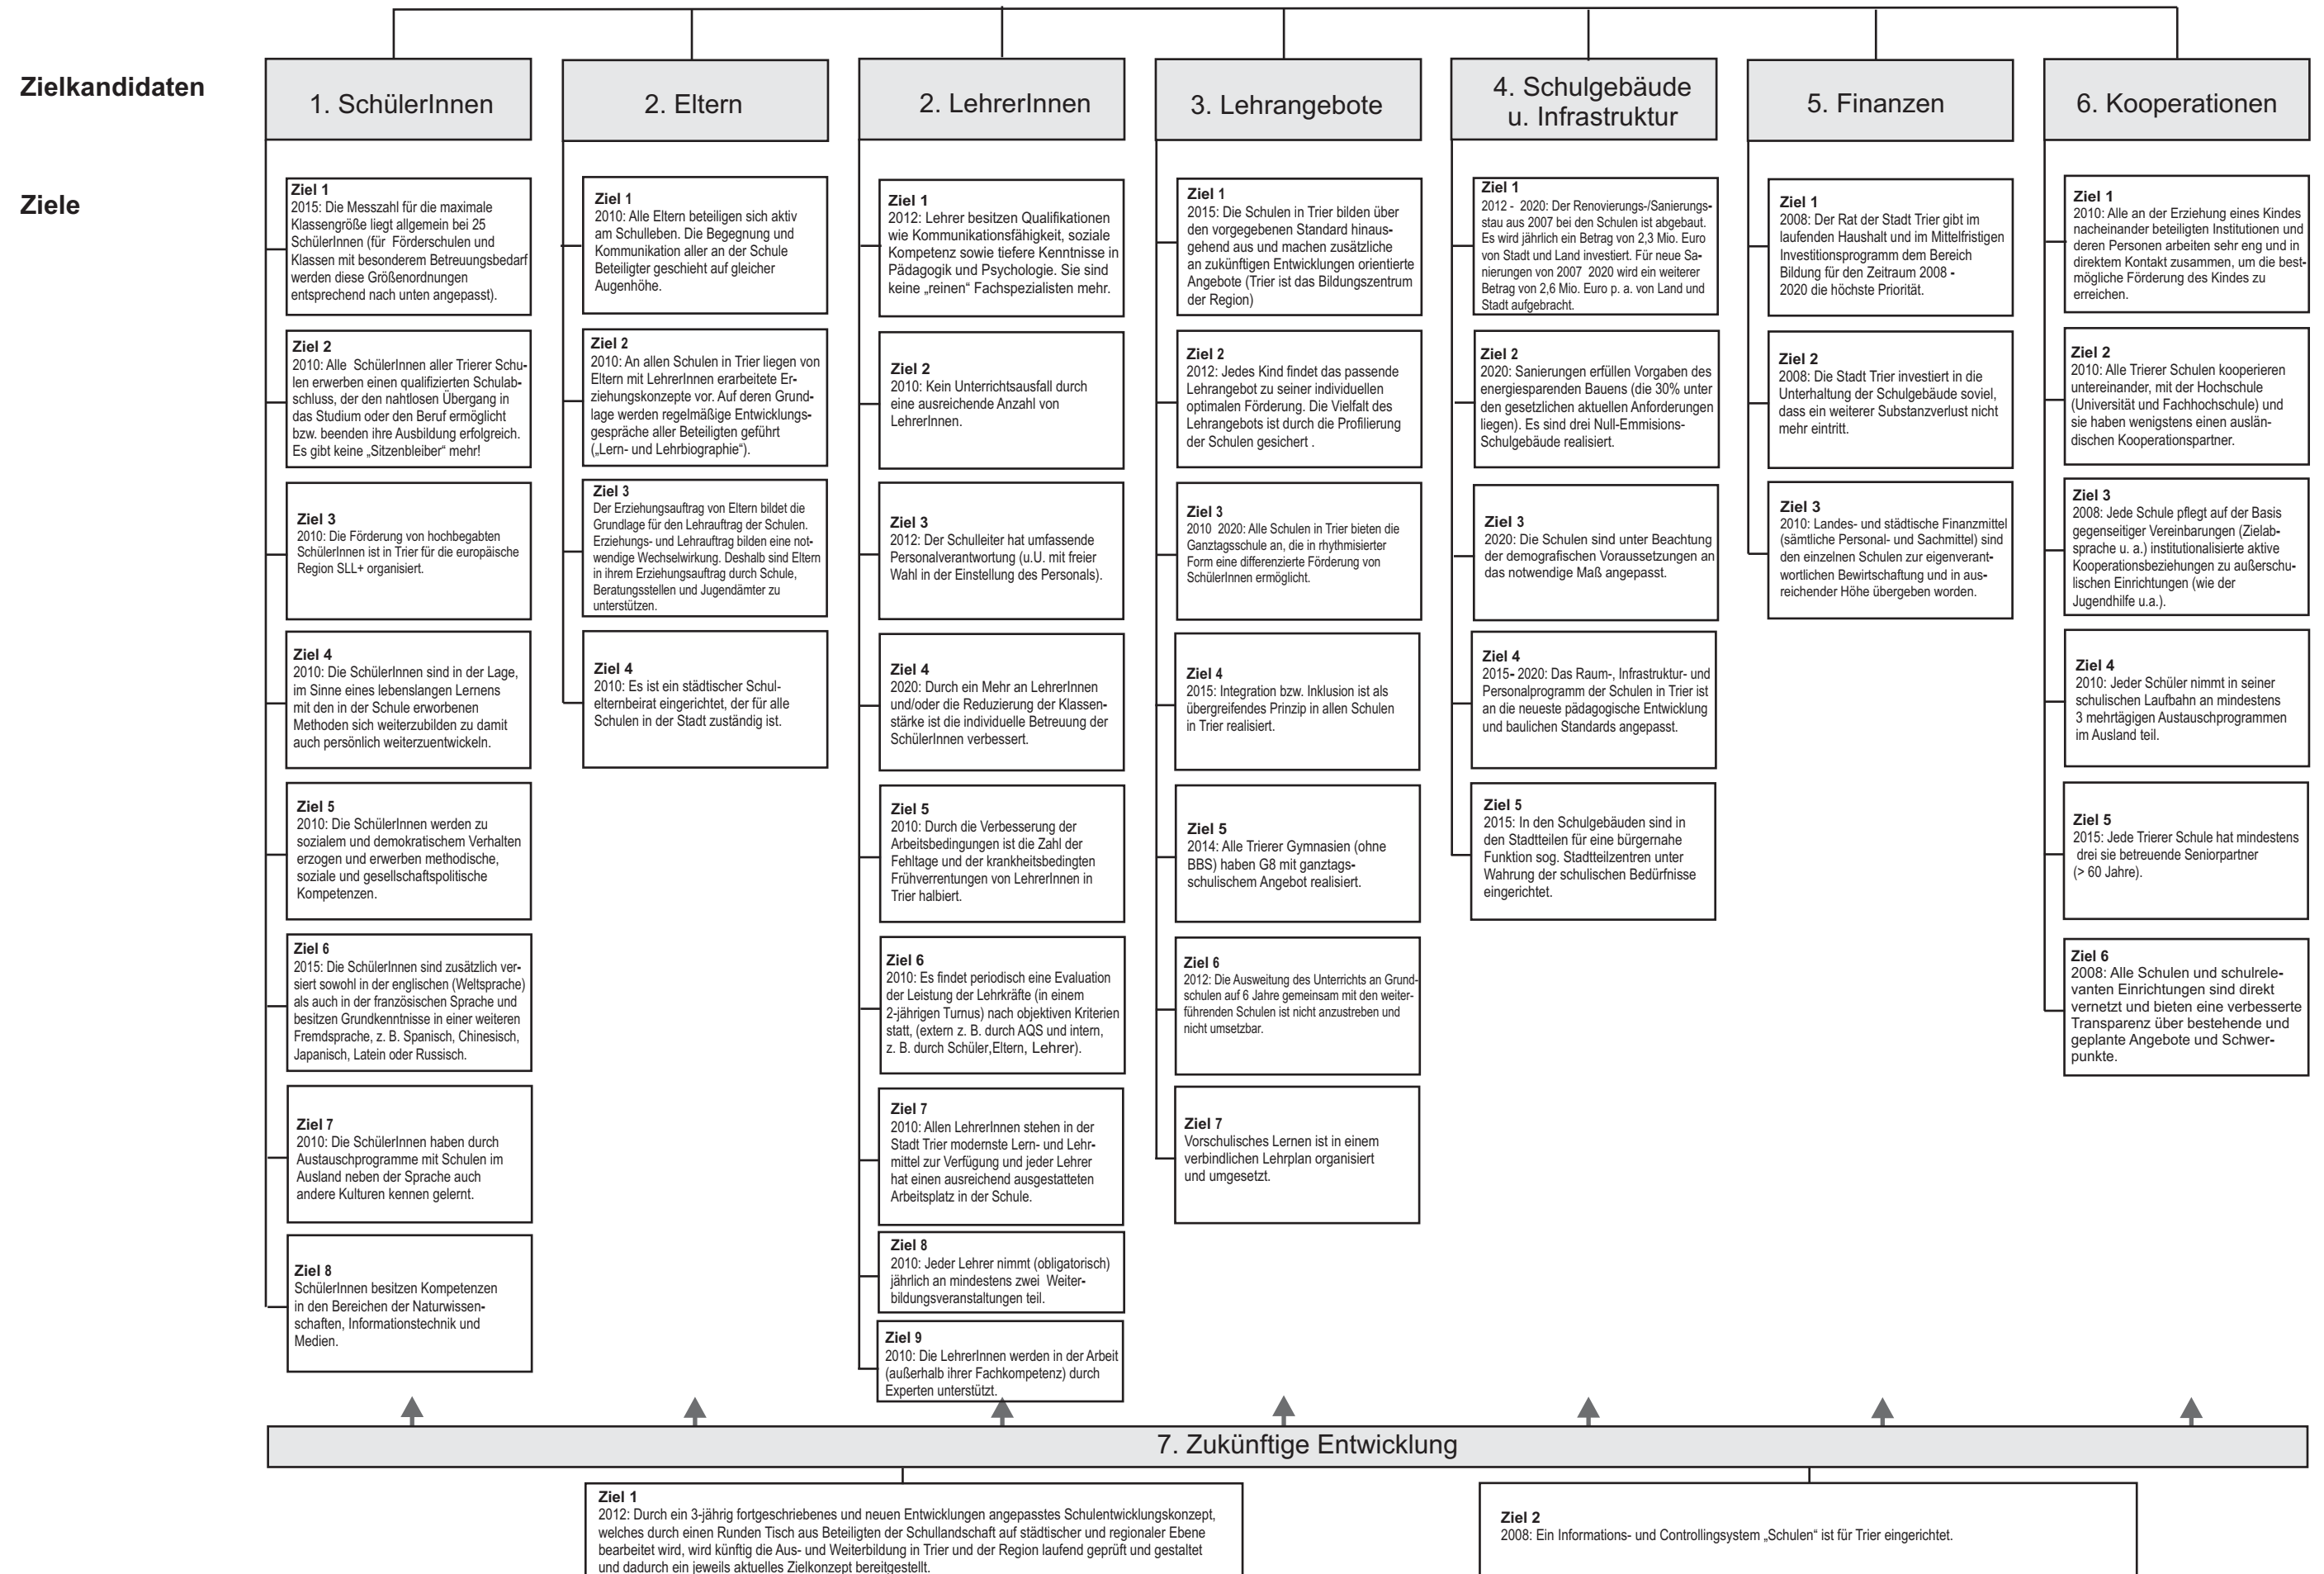 Zielkandidaten
Ziele
1. SchülerInnen
Ziel 1
2015: Die Messzahl für die maximale
Klassengröße liegt allgemein bei 25
SchülerInnen (für Förderschulen und
Klassen mit besonderem Betreuungsbedarf
werden diese Größenordnungen
entsprechend nach unten angepasst).
Ziel 2
2010: Alle SchülerInnen aller Trierer Schu-
len erwerben einen qualifizierten Schulab-
schluss, der den nahtlosen Übergang in
das Studium oder den Beruf ermöglicht
bzw. beenden ihre Ausbildung erfolgreich.
Es gibt keine „Sitzenbleiber" mehr!
Ziel 3
2010: Die Förderung von hochbegabten
SchülerInnen ist in Trier für die europäische
Region SLL+ organisiert.
Ziel 4
2010: Die SchülerInnen sind in der Lage,
im Sinne eines lebenslangen Lernens
mit den in der Schule erworbenen
Methoden sich weiterzubilden zu damit
auch persönlich weiterzuentwickeln.
Ziel 5
2010: Die SchülerInnen werden zu
sozialem und demokratischem Verhalten
erzogen und erwerben methodische,
soziale und gesellschaftspolitische
Kompetenzen.
Ziel 6
2015: Die SchülerInnen sind zusätzlich ver-
siert sowohl in der englischen (Weltsprache)
als auch in der französischen Sprache und
besitzen Grundkenntnisse in einer weiteren
Fremdsprache, z. B. Spanisch, Chinesisch,
Japanisch, Latein oder Russisch.
Ziel 7
2010: Die SchülerInnen haben durch
Austauschprogramme mit Schulen im
Ausland neben der Sprache auch
andere Kulturen kennen gelernt.
Ziel 8
SchülerInnen besitzen Kompetenzen
in den Bereichen der Naturwissen-
schaften, Informationstechnik und
Medien.
2. Eltern
Ziel 1
2010: Alle Eltern beteiligen sich aktiv
am Schulleben. Die Begegnung und
Kommunikation aller an der Schule
Beteiligter geschieht auf gleicher
Augenhöhe.
Ziel 2
2010: An allen Schulen in Trier liegen von
Eltern mit LehrerInnen erarbeitete Er-
ziehungskonzepte vor. Auf deren Grund-
lage werden regelmäßige Entwicklungs-
gespräche aller Beteiligten geführt
(„Lern- und Lehrbiographie").
Ziel 3
Der Erziehungsauftrag von Eltern bildet die
Grundlage für den Lehrauftrag der Schulen.
Erziehungs- und Lehrauftrag bilden eine not-
wendige Wechselwirkung. Deshalb sind Eltern
in ihrem Erziehungsauftrag durch Schule,
Beratungsstellen und Jugendämter zu
unterstützen.
Ziel 4
2010: Es ist ein städtischer Schul-
elternbeirat eingerichtet, der für alle
Schulen in der Stadt zuständig ist.
2. LehrerInnen
Ziel 1
2012: Lehrer besitzen Qualifikationen
wie Kommunikationsfähigkeit, soziale
Kompetenz sowie tiefere Kenntnisse in
Pädagogik und Psychologie. Sie sind
keine „reinen" Fachspezialisten mehr.
Ziel 2
2010: Kein Unterrichtsausfall durch
eine ausreichende Anzahl von
LehrerInnen.
Ziel 3
2012: Der Schulleiter hat umfassende
Personalverantwortung (u.U. mit freier
Wahl in der Einstellung des Personals).
Ziel 4
2020: Durch ein Mehr an LehrerInnen
und/oder die Reduzierung der Klassen-
stärke ist die individuelle Betreuung der
SchülerInnen verbessert.
Ziel 5
2010: Durch die Verbesserung der
Arbeitsbedingungen ist die Zahl der
Fehltage und der krankheitsbedingten
Frühverrentungen von LehrerInnen in
Trier halbiert.
Ziel 6
2010: Es findet periodisch eine Evaluation
der Leistung der Lehrkräfte (in einem
2-jährigen Turnus) nach objektiven Kriterien
statt, (extern z. B. durch AQS und intern,
z. B. durch Schüler,Eltern, Lehrer).
Ziel 7
2010: Allen LehrerInnen stehen in der
Stadt Trier modernste Lern- und Lehr-
mittel zur Verfügung und jeder Lehrer
hat einen ausreichend ausgestatteten
Arbeitsplatz in der Schule.
Ziel 8
2010: Jeder Lehrer nimmt (obligatorisch)
jährlich an mindestens zwei Weiter-
bildungsveranstaltungen teil.
Ziel 9
2010: Die LehrerInnen werden in der Arbeit
(außerhalb ihrer Fachkompetenz) durch
Experten unterstützt.
3. Lehrangebote
Ziel 1
2015: Die Schulen in Trier bilden über
den vorgegebenen Standard hinaus-
gehend aus und machen zusätzliche
an zukünftigen Entwicklungen orientierte
Angebote (Trier ist das Bildungszentrum
der Region)
Ziel 2
2012: Jedes Kind findet das passende
Lehrangebot zu seiner individuellen
optimalen Förderung. Die Vielfalt des
Lehrangebots ist durch die Profilierung
der Schulen gesichert .
Ziel 3
2010 2020: Alle Schulen in Trier bieten die
Ganztagsschule an, die in rhythmisierter
Form eine differenzierte Förderung von
SchülerInnen ermöglicht.
Ziel 4
2015: Integration bzw. Inklusion ist als
übergreifendes Prinzip in allen Schulen
in Trier realisiert.
Ziel 5
2014: Alle Trierer Gymnasien (ohne
BBS) haben G8 mit ganztags-
schulischem Angebot realisiert.
Ziel 6
2012: Die Ausweitung des Unterrichts an Grund-
schulen auf 6 Jahre gemeinsam mit den weiter-
führenden Schulen ist nicht anzustreben und
nicht umsetzbar.
Ziel 7
Vorschulisches Lernen ist in einem
verbindlichen Lehrplan organisiert
und umgesetzt.
4. Schulgebäude
u. Infrastruktur
Ziel 1
2012 - 2020: Der Renovierungs-/Sanierungs-
stau aus 2007 bei den Schulen ist abgebaut.
Es wird jährlich ein Betrag von 2,3 Mio. Euro
von Stadt und Land investiert. Für neue Sa-
nierungen von 2007 2020 wird ein weiterer
Betrag von 2,6 Mio. Euro p. a. von Land und
Stadt aufgebracht.
Ziel 2
2020: Sanierungen erfüllen Vorgaben des
energiesparenden Bauens (die 30% unter
den gesetzlichen aktuellen Anforderungen
liegen). Es sind drei Null-Emmisions-
Schulgebäude realisiert.
Ziel 3
2020: Die Schulen sind unter Beachtung
der demografischen Voraussetzungen an
das notwendige Maß angepasst.
Ziel 4
2015- 2020: Das Raum-, Infrastruktur- und
Personalprogramm der Schulen in Trier ist
an die neueste pädagogische Entwicklung
und baulichen Standards angepasst.
Ziel 5
2015: In den Schulgebäuden sind in
den Stadtteilen für eine bürgernahe
Funktion sog. Stadtteilzentren unter
Wahrung der schulischen Bedürfnisse
eingerichtet.
5. Finanzen
Ziel 1
2008: Der Rat der Stadt Trier gibt im
laufenden Haushalt und im Mittelfristigen
Investitionsprogramm dem Bereich
Bildung für den Zeitraum 2008 -
2020 die höchste Priorität.
Ziel 2
2008: Die Stadt Trier investiert in die
Unterhaltung der Schulgebäude soviel,
dass ein weiterer Substanzverlust nicht
mehr eintritt.
Ziel 3
2010: Landes- und städtische Finanzmittel
(sämtliche Personal- und Sachmittel) sind
den einzelnen Schulen zur eigenverant-
wortlichen Bewirtschaftung und in aus-
reichender Höhe übergeben worden.
6. Kooperationen
Ziel 1
2010: Alle an der Erziehung eines Kindes
nacheinander beteiligten Institutionen und
deren Personen arbeiten sehr eng und in
direktem Kontakt zusammen, um die best-
mögliche Förderung des Kindes zu
erreichen.
Ziel 2
2010: Alle Trierer Schulen kooperieren
untereinander, mit der Hochschule
(Universität und Fachhochschule) und
sie haben wenigstens einen auslän-
dischen Kooperationspartner.
Ziel 3
2008: Jede Schule pflegt auf der Basis
gegenseitiger Vereinbarungen (Zielab-
sprache u. a.) institutionalisierte aktive
Kooperationsbeziehungen zu außerschu-
lischen Einrichtungen (wie der
Jugendhilfe u.a.).
Ziel 4
2010: Jeder Schüler nimmt in seiner
schulischen Laufbahn an mindestens
3 mehrtägigen Austauschprogrammen
im Ausland teil.
Ziel 5
2015: Jede Trierer Schule hat mindestens
drei sie betreuende Seniorpartner
(> 60 Jahre).
Ziel 6
2008: Alle Schulen und schulrele-
vanten Einrichtungen sind direkt
vernetzt und bieten eine verbesserte
Transparenz über bestehende und
geplante Angebote und Schwer-
punkte.
7. Zukünftige Entwicklung
Ziel 1
2012: Durch ein 3-jährig fortgeschriebenes und neuen Entwicklungen angepasstes Schulentwicklungskonzept,
welches durch einen Runden Tisch aus Beteiligten der Schullandschaft auf städtischer und regionaler Ebene
bearbeitet wird, wird künftig die Aus- und Weiterbildung in Trier und der Region laufend geprüft und gestaltet
und dadurch ein jeweils aktuelles Zielkonzept bereitgestellt.
Ziel 2
2008: Ein Informations- und Controllingsystem „Schulen" ist für Trier eingerichtet.